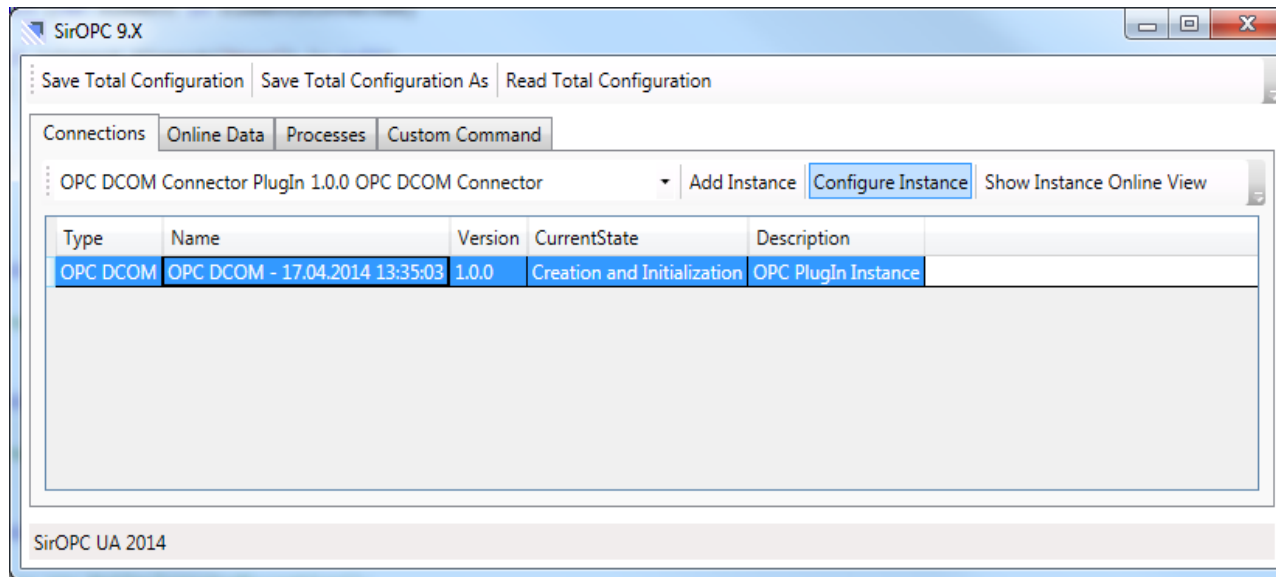 SirOPC 9.X
Save Total Configuration Save Total Configuration As Read Total Configuration
Connections Online Data Processes Custom Command
OPC DCOM Connector PlugIn 1.0.0 OPC DCOM Connector Add Instance Configure Instance Show Instance Online View
Type Name Version CurrentState Description
OPC DCOM OPC DCOM - 17.04.2014 13:35:03 1.0.0 Creation and Initialization OPC PlugIn Instance
SirOPC UA 2014